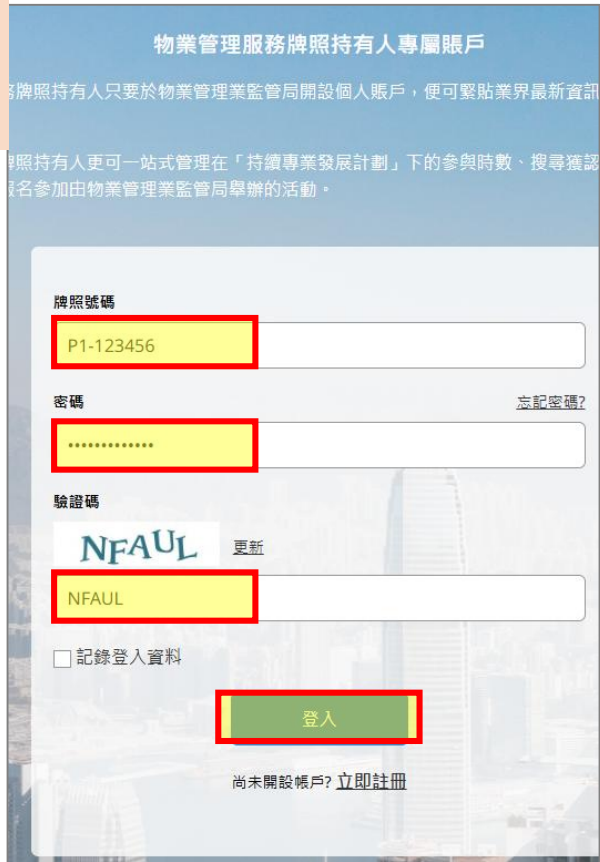 物業管理服務牌照持有人專屬賬戶
務牌照持有人只要於物業管理業監管局開設個人賬戶，便可緊貼業界最新資訊
牌照持有人更可一站式管理在「持續專業發展計劃」下的參與時數、搜尋獲認
報名參加由物業管理業監管局舉辦的活動。
牌照號碼
P1-123456
密碼 忘記密碼?
•••••••••••••
驗證碼
NFAUL 更新
NFAUL
記錄登入資料
登入
尚未開設帳戶? 立即註冊